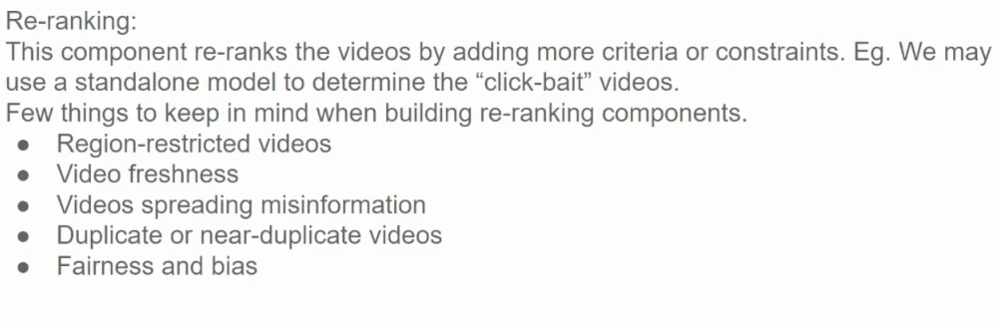 Re-ranking:
This component re-ranks the videos by adding more criteria or constraints. Eg. We may
use a standalone model to determine the “click-bait” videos.
Few things to keep in mind when building re-ranking components.
● Region-restricted videos
● Video freshness
● Videos spreading misinformation
● Duplicate or near-duplicate videos
● Fairness and bias